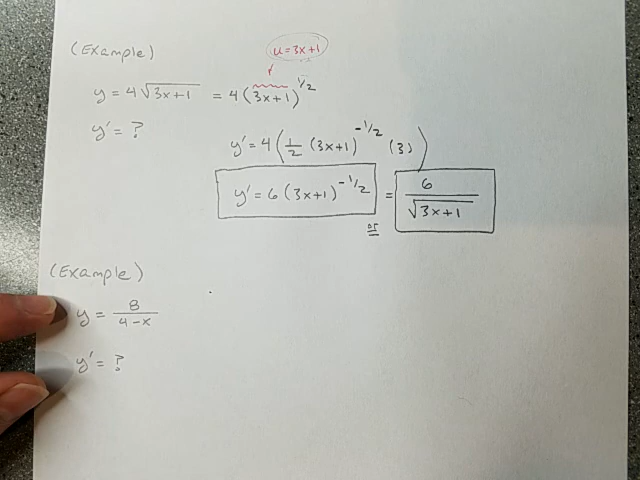 (Example)
u = 3x+1
y = 4√(3x+1) = 4(3x+1)^1/2
y' = ?
y' = 4(1/2 (3x+1)^-1/2 (3))
y' = 6(3x+1)^-1/2 = 6/√(3x+1)
or
(Example)
y = 8/(4-x)
y' = ?